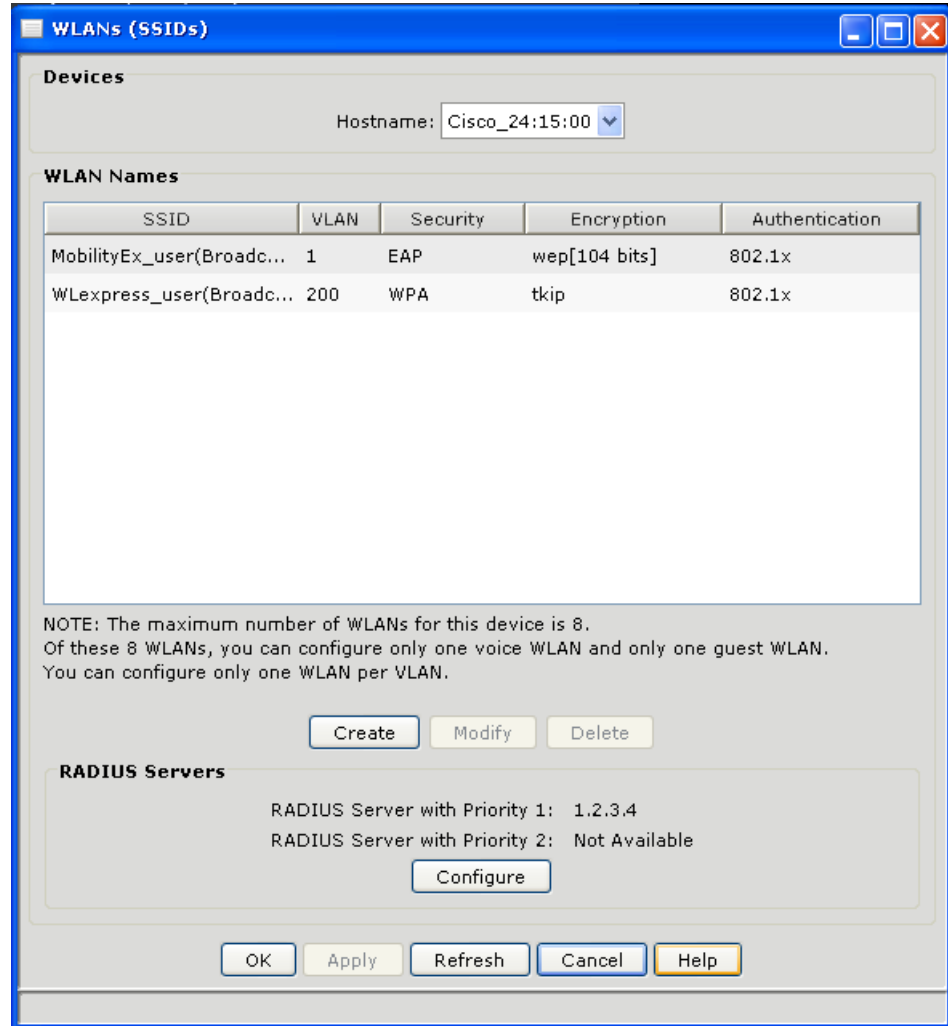 WLANs (SSIDs)
Devices
Hostname: Cisco_24:15:00
WLAN Names
SSID VLAN Security Encryption Authentication
MobilityEx_user(Broadc... 1 EAP wep[104 bits] 802.1x
WLexpress_user(Broadc... 200 WPA tkip 802.1x
NOTE: The maximum number of WLANs for this device is 8.
Of these 8 WLANs, you can configure only one voice WLAN and only one guest WLAN.
You can configure only one WLAN per VLAN.
Create Modify Delete
RADIUS Servers
RADIUS Server with Priority 1: 1.2.3.4
RADIUS Server with Priority 2: Not Available
Configure
OK Apply Refresh Cancel Help